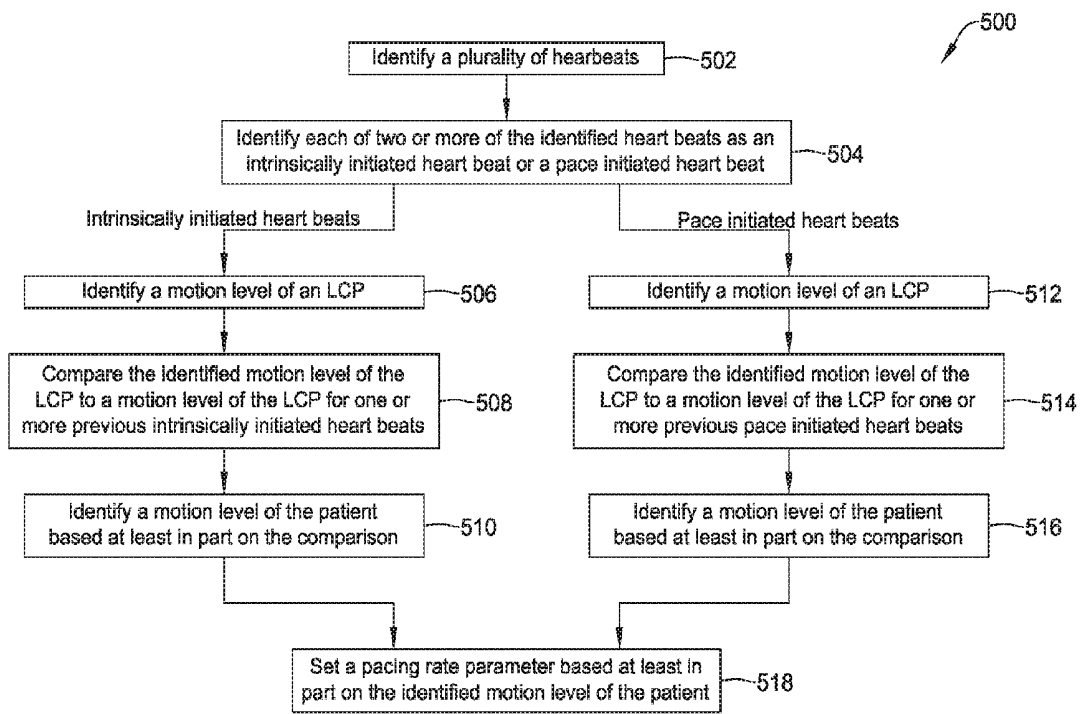 500
Identify a plurality of hearbeats
502
Identify each of two or more of the identified heart beats as an
intrinsically initiated heart beat or a pace initiated heart beat
504
Intrinsically initiated heart beats
Pace initiated heart beats
Identify a motion level of an LCP
506
Identify a motion level of an LCP
512
Compare the identified motion level of the
LCP to a motion level of the LCP for one or
more previous intrinsically initiated heart beats
508
Compare the identified motion level of the
LCP to a motion level of the LCP for one or
more previous pace initiated heart beats
514
Identify a motion level of the patient
based at least in part on the comparison
510
Identify a motion level of the patient
based at least in part on the comparison
516
Set a pacing rate parameter based at least in
part on the identified motion level of the patient
518